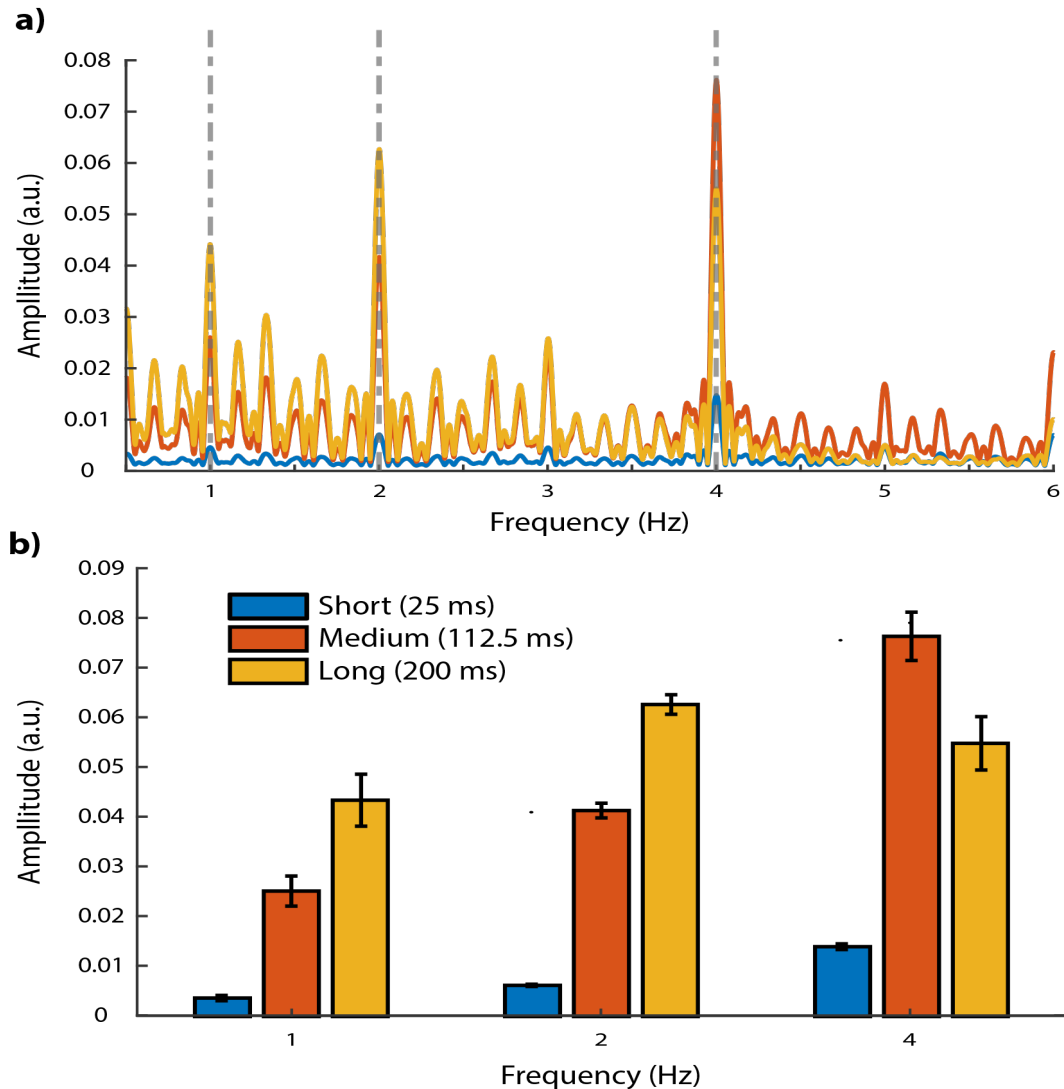 a)
0.08
0.07
0.06
0.05
0.04
0.03
0.02
0.01
0
Ampllitude (a.u.)
1 2 3 4 5 6
Frequency (Hz)
b)
0.09
0.08
0.07
0.06
0.05
0.04
0.03
0.02
0.01
0
Ampllitude (a.u.)
Short (25 ms)
Medium (112.5 ms)
Long (200 ms)
1 2 4
Frequency (Hz)